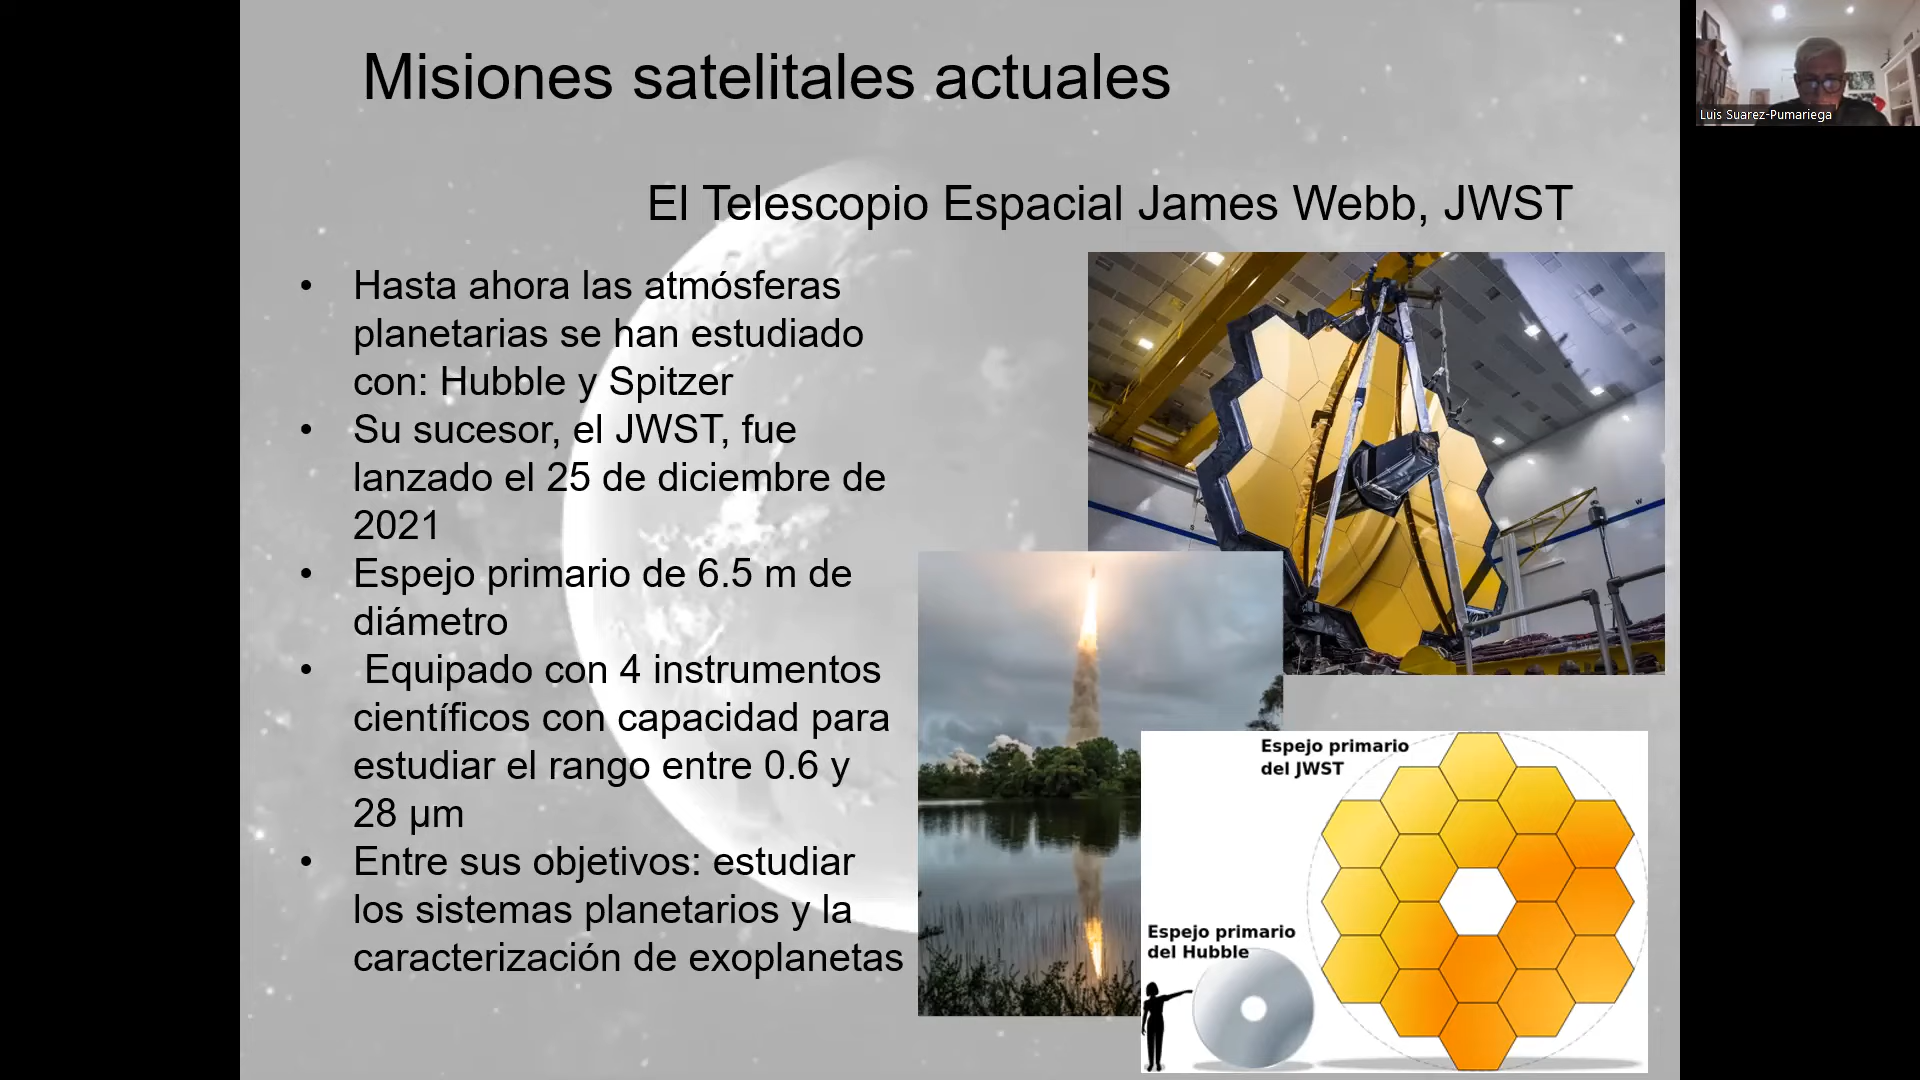 Misiones satelitales actuales
El Telescopio Espacial James Webb, JWST
• Hasta ahora las atmósferas
planetarias se han estudiado
con: Hubble y Spitzer
• Su sucesor, el JWST, fue
lanzado el 25 de diciembre de
2021
• Espejo primario de 6.5 m de
diámetro
• Equipado con 4 instrumentos
científicos con capacidad para
estudiar el rango entre 0.6 y
28 μm
• Entre sus objetivos: estudiar
los sistemas planetarios y la
caracterización de exoplanetas
Espejo primario
del JWST
Espejo primario
del Hubble
Luis Suarez-Pumariega